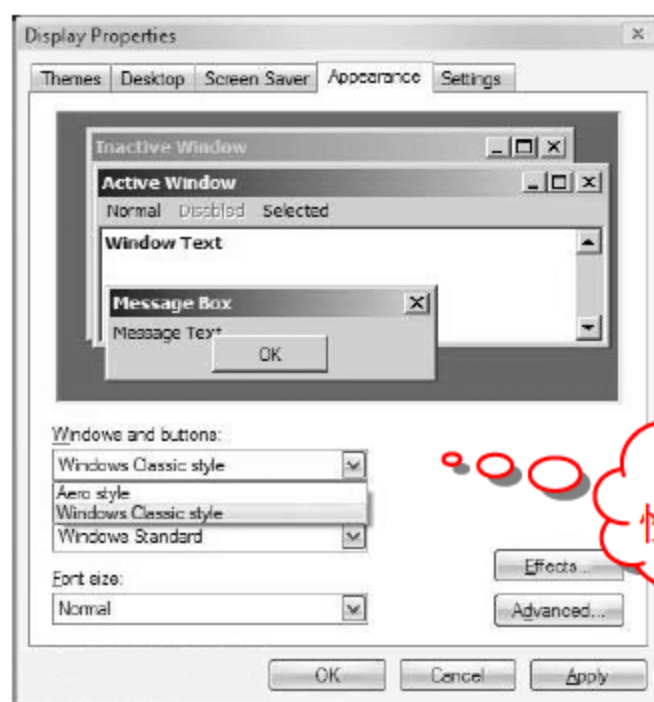 Display Properties
Themes Desktop Screen Saver Appearance Settings
Inactive Window
Active Window
Normal Disabled Selected
Window Text
Message Box
Message Text
OK
Windows and buttons:
Windows Classic style
Aero style
Windows Classic style
Windows Standard
Font size:
Normal
Effects...
Advanced...
OK Cancel Apply